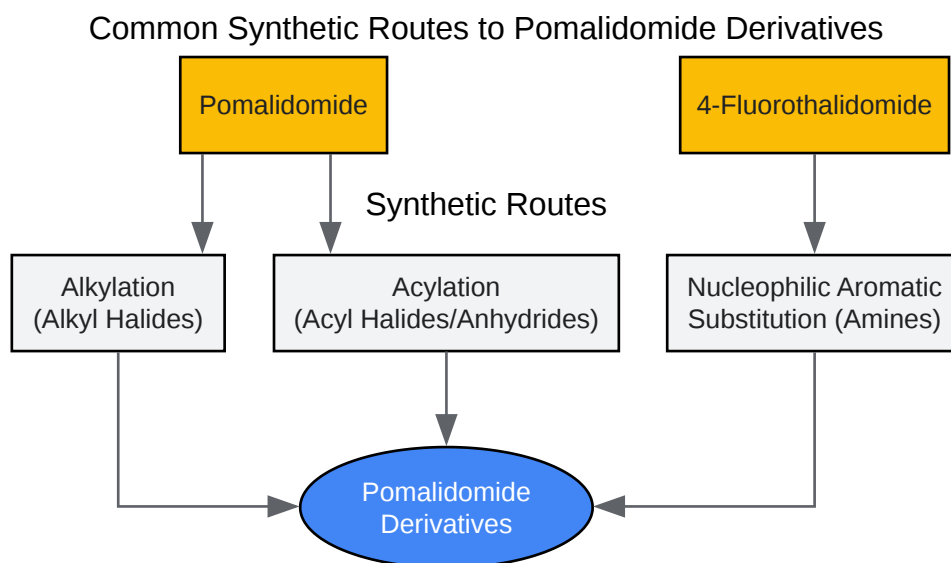 Common Synthetic Routes to Pomalidomide Derivatives
Pomalidomide
4-Fluorothalidomide
Synthetic Routes
Alkylation
(Alkyl Halides)
Acylation
(Acyl Halides/Anhydrides)
Nucleophilic Aromatic
Substitution (Amines)
Pomalidomide
Derivatives